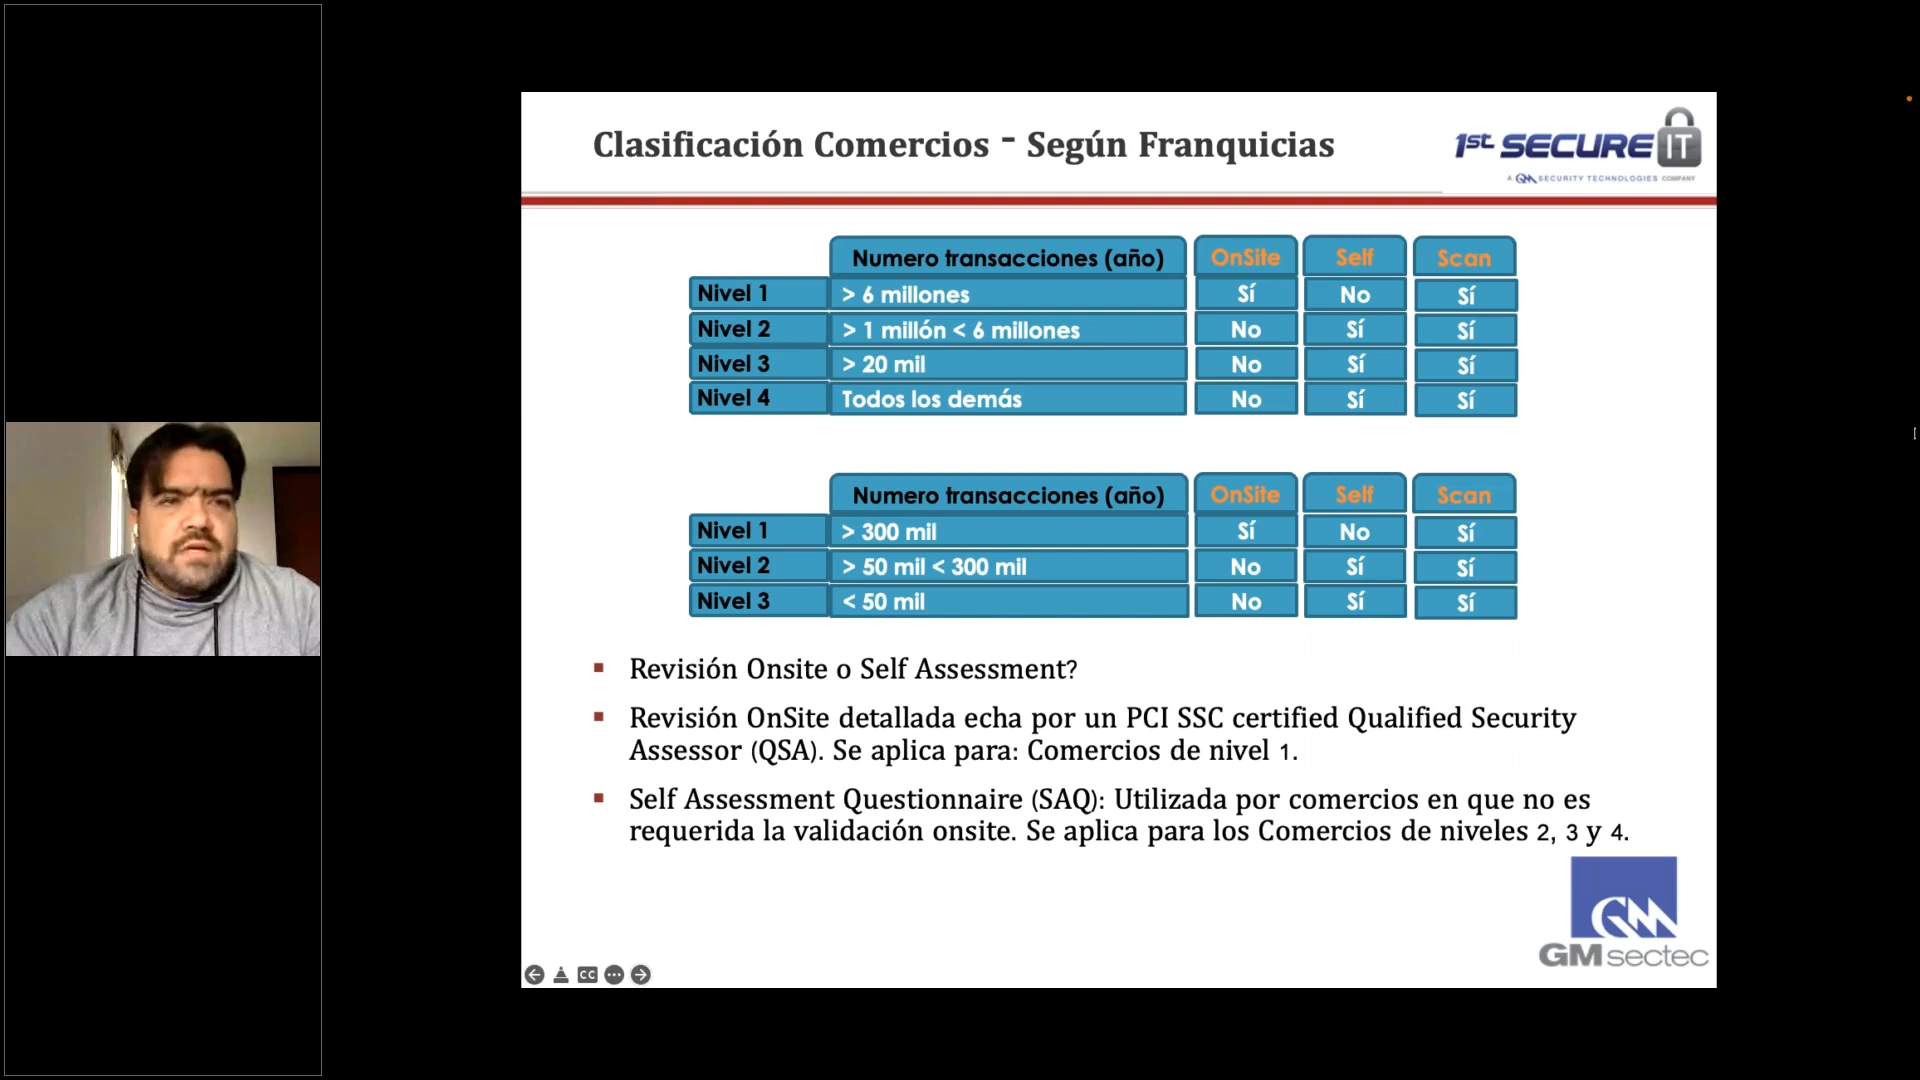 Clasificación Comercios - Según Franquicias
1st SECURE IT
A GM SECURITY TECHNOLOGIES COMPANY
Numero transacciones (año) OnSite Self Scan
Nivel 1 > 6 millones Sí No Sí
Nivel 2 > 1 millón < 6 millones No Sí Sí
Nivel 3 > 20 mil No Sí Sí
Nivel 4 Todos los demás No Sí Sí
Numero transacciones (año) OnSite Self Scan
Nivel 1 > 300 mil Sí No Sí
Nivel 2 > 50 mil < 300 mil No Sí Sí
Nivel 3 < 50 mil No Sí Sí
▪ Revisión Onsite o Self Assessment?
▪ Revisión OnSite detallada echa por un PCI SSC certified Qualified Security
Assessor (QSA). Se aplica para: Comercios de nivel 1.
▪ Self Assessment Questionnaire (SAQ): Utilizada por comercios en que no es
requerida la validación onsite. Se aplica para los Comercios de niveles 2, 3 y 4.
GM
GMsectec
CC